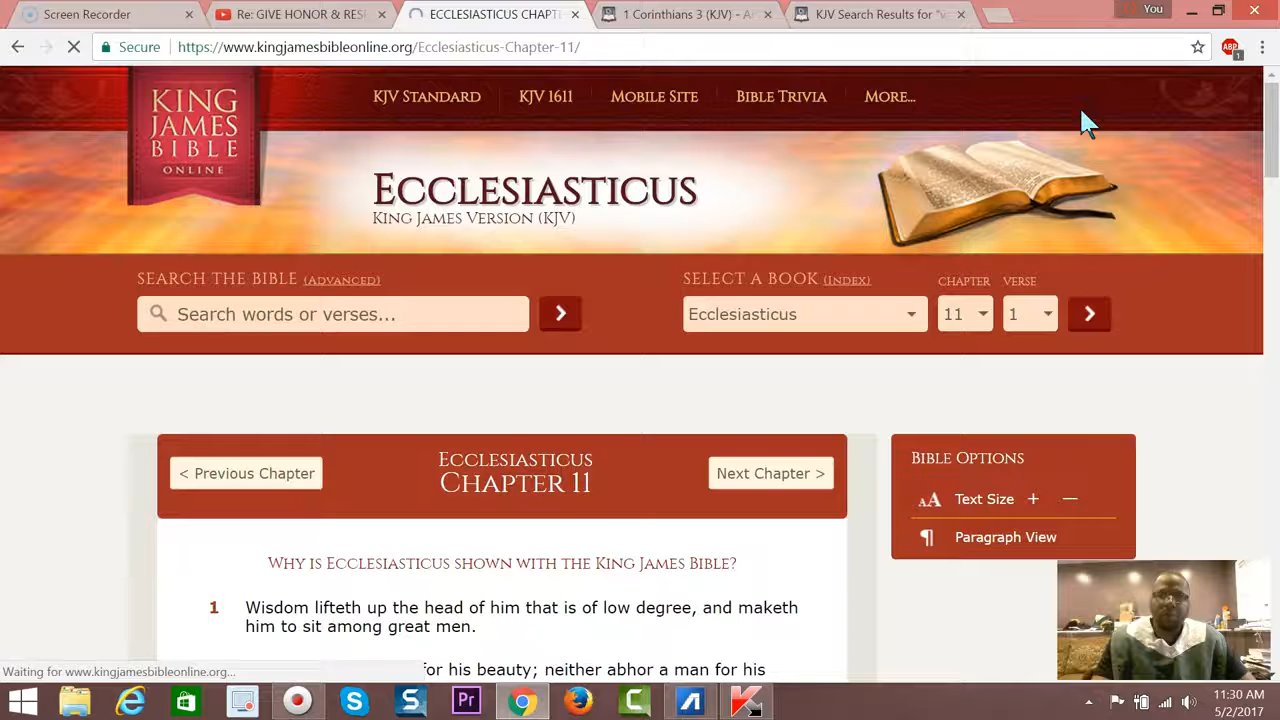 Screen Recorder
Re: GIVE HONOR & RES
ECCLESIASTICUS CHAPT
1 Corinthians 3 (KJV) - A
KJV Search Results for "
You
Secure
https://www.kingjamesbibleonline.org/Ecclesiasticus-Chapter-11/
ABP
1
KING
JAMES
BIBLE
ONLINE
KJV Standard
KJV 1611
Mobile Site
Bible Trivia
More...
Ecclesiasticus
King James Version (KJV)
Search the Bible (Advanced)
Search words or verses...
Select a Book (Index)
Chapter
Verse
Ecclesiasticus
11
1
< Previous Chapter
Ecclesiasticus
Chapter 11
Next Chapter >
Bible Options
AA Text Size + —
¶ Paragraph View
Why is Ecclesiasticus shown with the King James Bible?
1 Wisdom lifteth up the head of him that is of low degree, and maketh
him to sit among great men.
for his beauty; neither abhor a man for his
Waiting for www.kingjamesbibleonline.org...
S
Pr
C
11:30 AM
5/2/2017